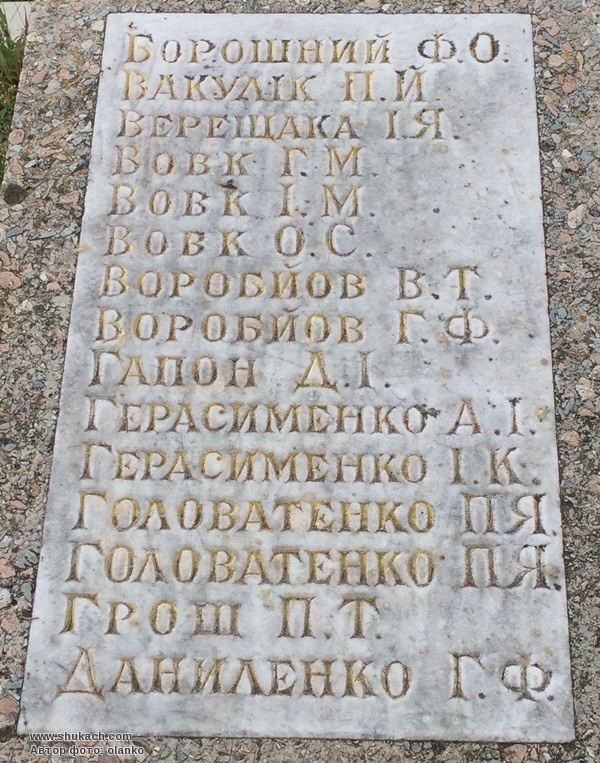 БОРОШНИЙ Ф.О.
ВАКУЛІК П.Й
ВЕРЕЩАКА І.Я.
ВОВК Г.М
ВОВК І.М.
ВОВК О.С.
ВОРОБЙОВ В.Т.
ВОРОБЙОВ Г.Ф.
ГАПОН Д.І.
ГЕРАСИМЕНКО А.І.
ГЕРАСИМЕНКО І.К.
ГОЛОВАТЕНКО П.Я
ГОЛОВАТЕНКО П.Я.
ГРОШ П.Т.
ДАНИЛЕНКО Г.Ф.
www.shukach.com
Автор фото: olanko